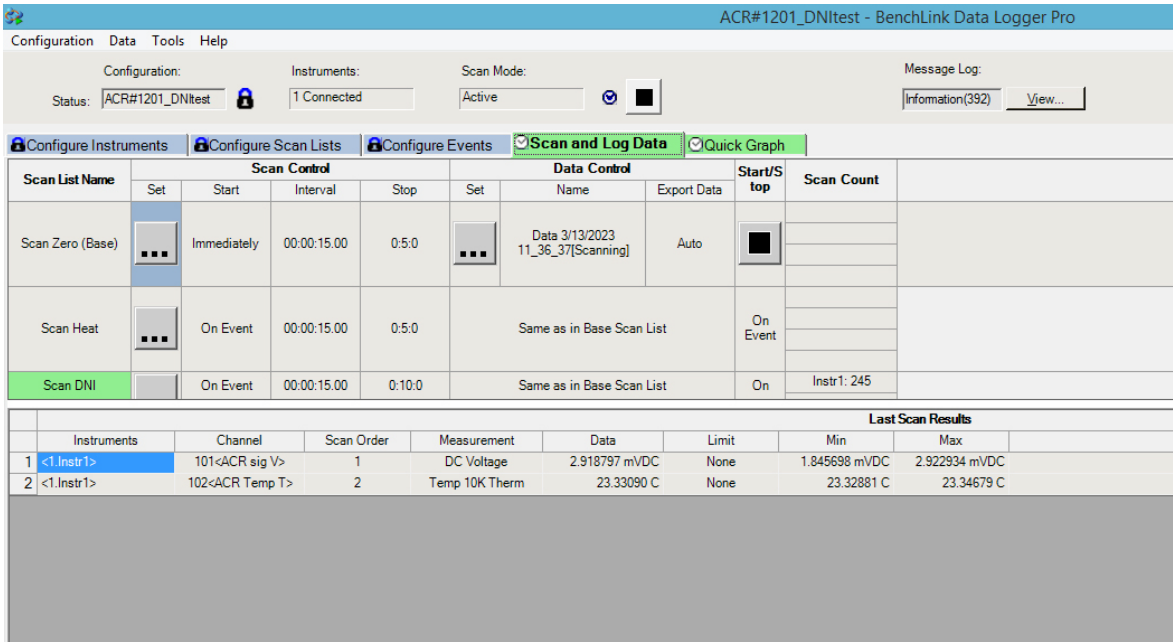 ACR#1201_DNItest - BenchLink Data Logger Pro
Configuration Data Tools Help
Configuration: Instruments: Scan Mode: Message Log:
Status: ACR#1201_DNItest 1 Connected Active Information(392) View...
Configure Instruments Configure Scan Lists Configure Events Scan and Log Data Quick Graph
Scan List Name Scan Control Data Control Start/Stop Scan Count
Set Start Interval Stop Set Name Export Data
Scan Zero (Base) ... Immediately 00:00:15.00 0:5:0 ... Data 3/13/2023 11_36_37[Scanning] Auto
Scan Heat ... On Event 00:00:15.00 0:5:0 Same as in Base Scan List On Event
Scan DNI On Event 00:00:15.00 0:10:0 Same as in Base Scan List On Instr1: 245
Last Scan Results
Instruments Channel Scan Order Measurement Data Limit Min Max
1 <1.Instr1> 101<ACR sig V> 1 DC Voltage 2.918797 mVDC None 1.845698 mVDC 2.922934 mVDC
2 <1.Instr1> 102<ACR Temp T> 2 Temp 10K Therm 23.33090 C None 23.32881 C 23.34679 C